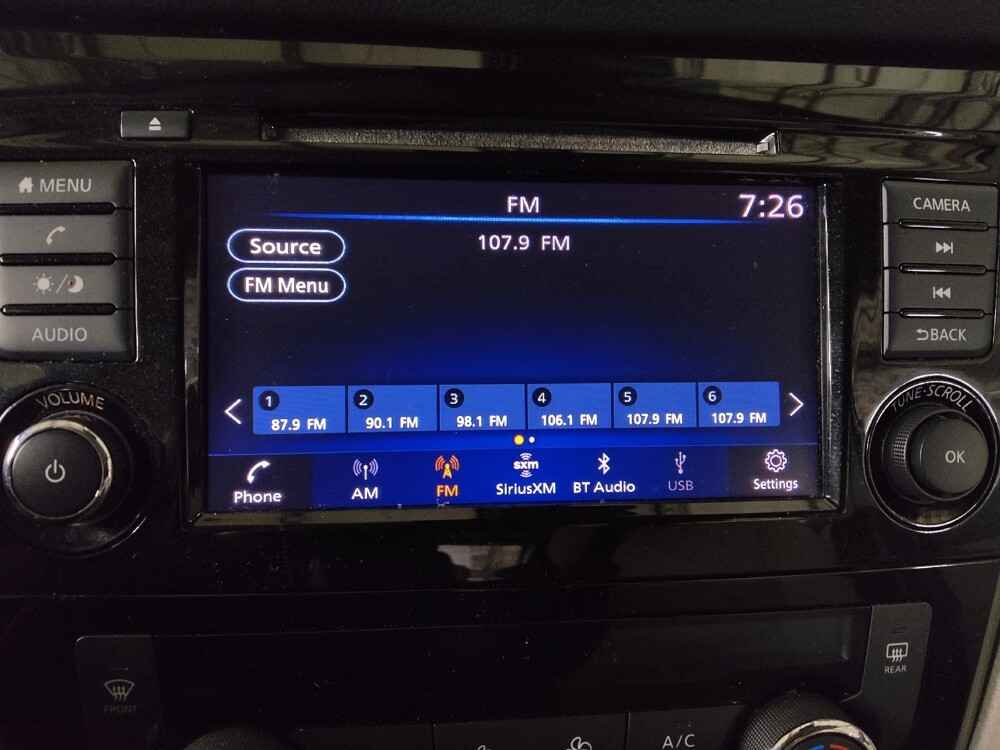 MENU
AUDIO
VOLUME
FM
7:26
Source
107.9 FM
FM Menu
1
2
3
4
5
6
87.9 FM
90.1 FM
98.1 FM
106.1 FM
107.9 FM
107.9 FM
Phone
AM
FM
sxm
SiriusXM
BT Audio
USB
Settings
CAMERA
BACK
TUNE·SCROLL
OK
FRONT
REAR
A/C